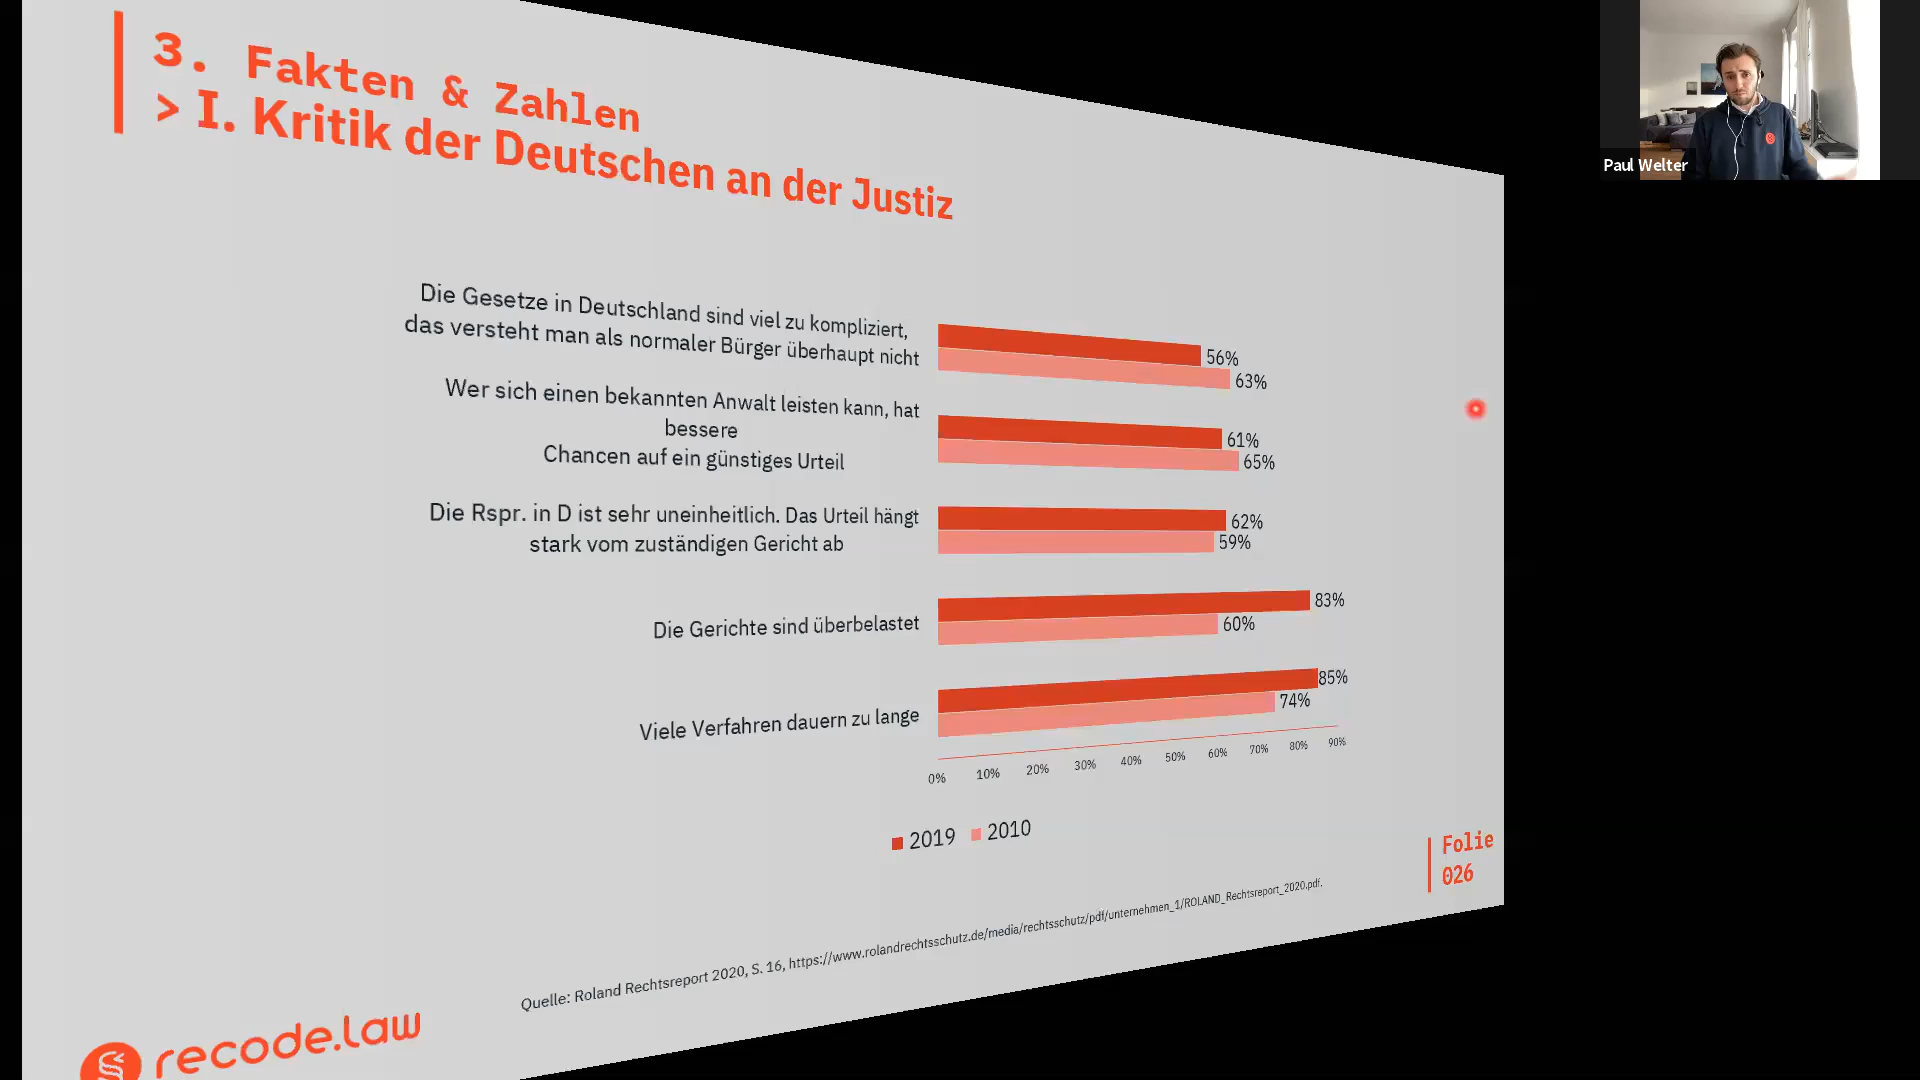 3. Fakten & Zahlen
> I. Kritik der Deutschen an der Justiz
Paul Welter
Die Gesetze in Deutschland sind viel zu kompliziert,
das versteht man als normaler Bürger überhaupt nicht
56%
63%
Wer sich einen bekannten Anwalt leisten kann, hat
bessere
Chancen auf ein günstiges Urteil
61%
65%
Die Rspr. in D ist sehr uneinheitlich. Das Urteil hängt
stark vom zuständigen Gericht ab
62%
59%
Die Gerichte sind überbelastet
83%
60%
Viele Verfahren dauern zu lange
85%
74%
0% 10% 20% 30% 40% 50% 60% 70% 80% 90%
2019 2010
Folie
026
Quelle: Roland Rechtsreport 2020, S. 16, https://www.rolandrechtsschutz.de/media/rechtsschutz/pdf/unternehmen_1/ROLAND_Rechtsreport_2020.pdf.
recode.law